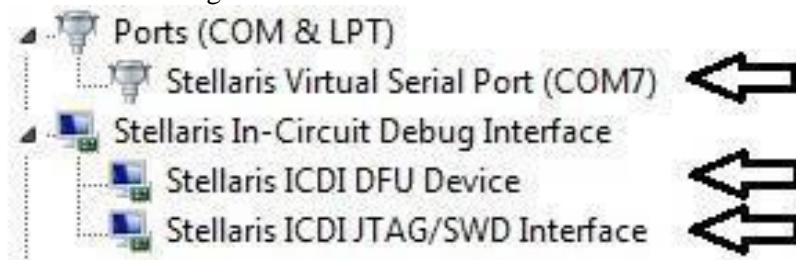 Ports (COM & LPT)
Stellaris Virtual Serial Port (COM7)
Stellaris In-Circuit Debug Interface
Stellaris ICDI DFU Device
Stellaris ICDI JTAG/SWD Interface